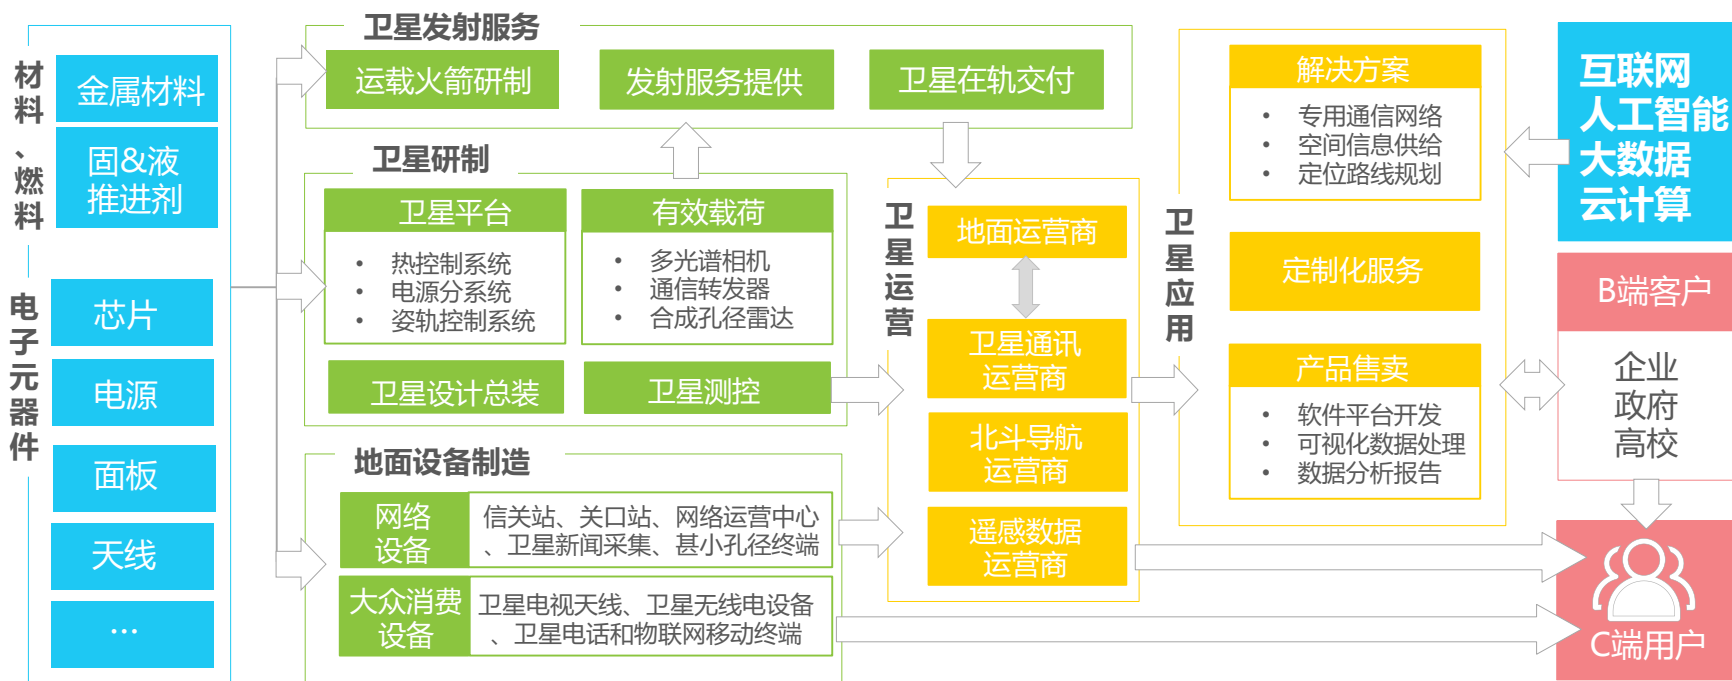 材料、燃料
金属材料
固&液
推进剂
电子元器件
芯片
电源
面板
天线
...
卫星发射服务
运载火箭研制
发射服务提供
卫星在轨交付
卫星研制
卫星平台
• 热控制系统
• 电源分系统
• 姿轨控制系统
有效载荷
• 多光谱相机
• 通信转发器
• 合成孔径雷达
卫星设计总装
卫星测控
地面设备制造
网络
设备
信关站、关口站、网络运营中心
、卫星新闻采集、甚小孔径终端
大众消费
设备
卫星电视天线、卫星无线电设备
、卫星电话和物联网移动终端
卫星运营
地面运营商
卫星通讯
运营商
北斗导航
运营商
遥感数据
运营商
卫星应用
解决方案
• 专用通信网络
• 空间信息供给
• 定位路线规划
定制化服务
产品售卖
• 软件平台开发
• 可视化数据处理
• 数据分析报告
互联网
人工智能
大数据
云计算
B端客户
企业
政府
高校
C端用户